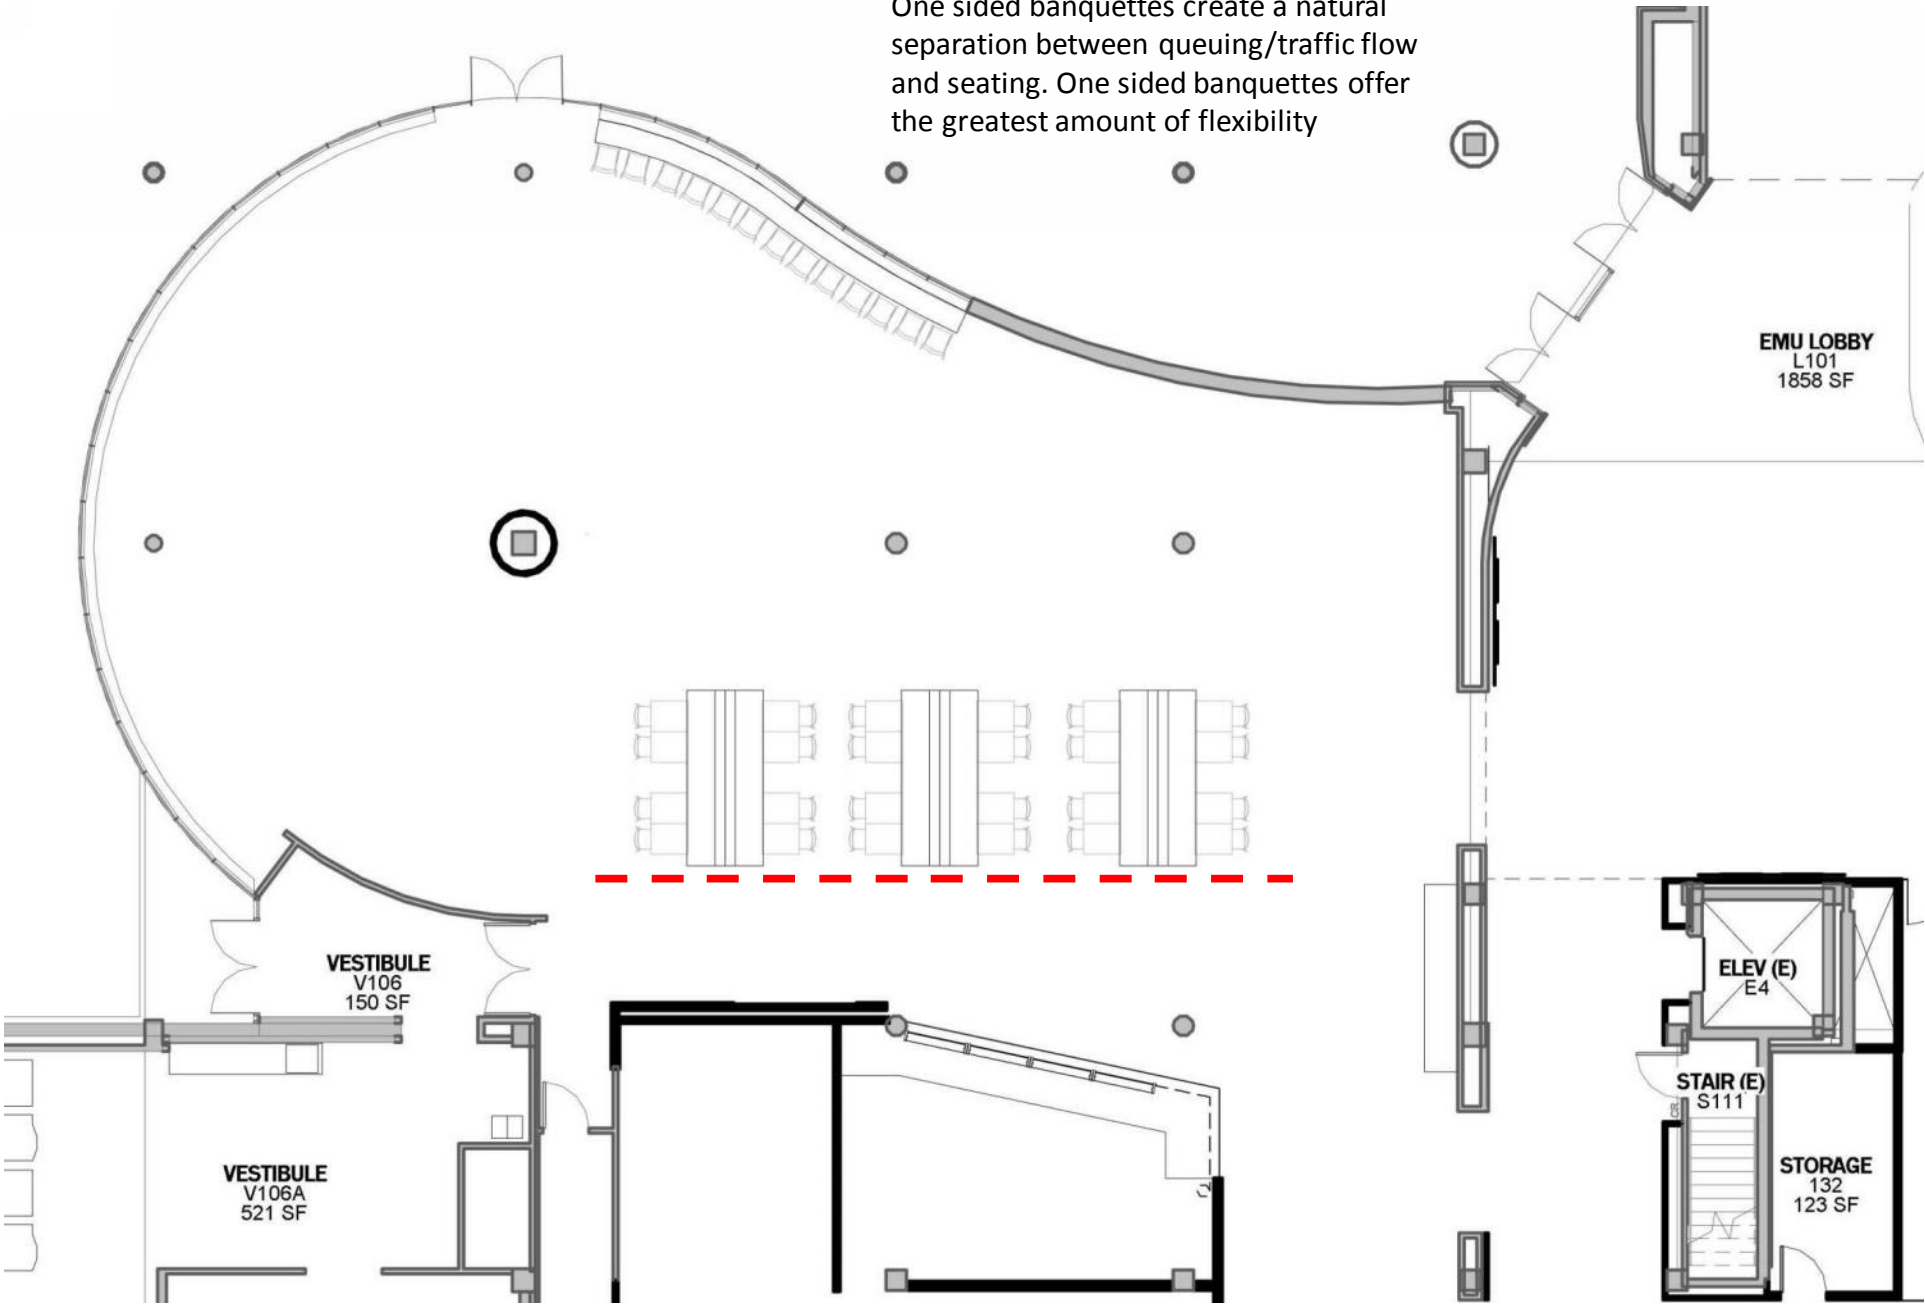 One sided banquettes create a natural
separation between queuing/traffic flow
and seating. One sided banquettes offer
the greatest amount of flexibility
EMU LOBBY
L101
1858 SF
VESTIBULE
V106
150 SF
ELEV (E)
E4
STAIR (E)
S111
CR
STORAGE
132
123 SF
VESTIBULE
V106A
521 SF